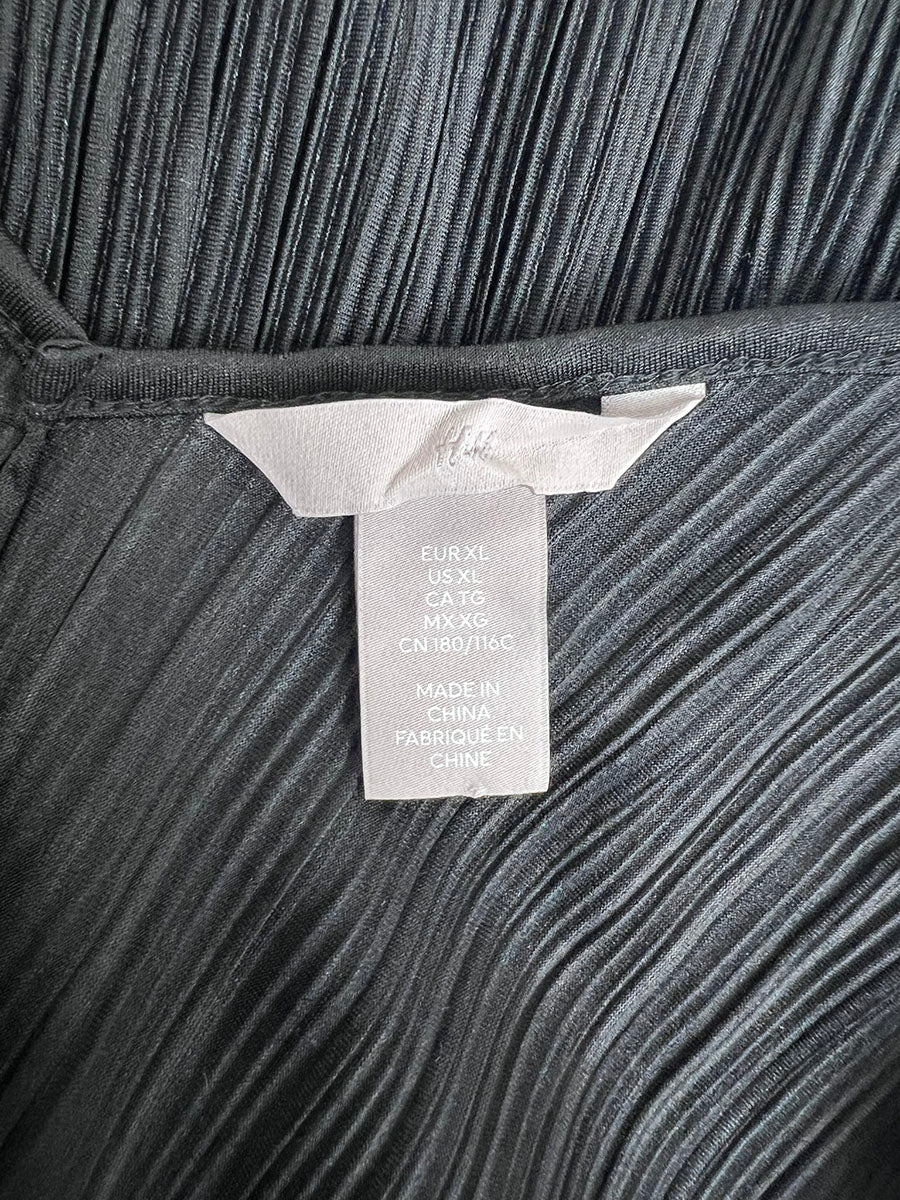 H&M
EUR XL
US XL
CA TG
MX XG
CN 180/116C
MADE IN
CHINA
FABRIQUÉ EN
CHINE